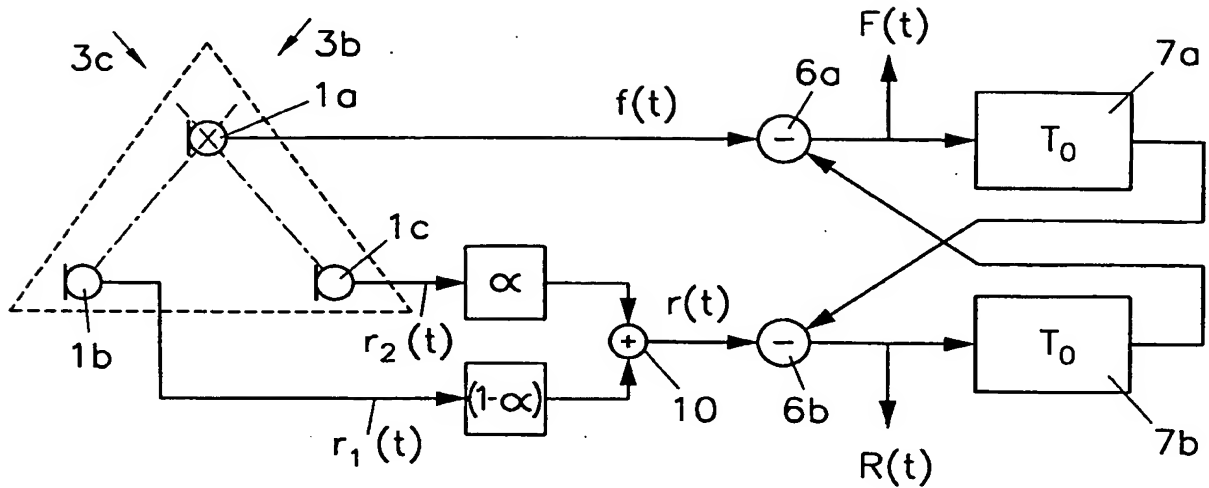 3c
3b
1a
f(t)
6a
F(t)
7a
T0
1c
1b
r2(t)
∝
r(t)
+
10
−
6b
T0
7b
r1(t)
(1-∝)
R(t)
−